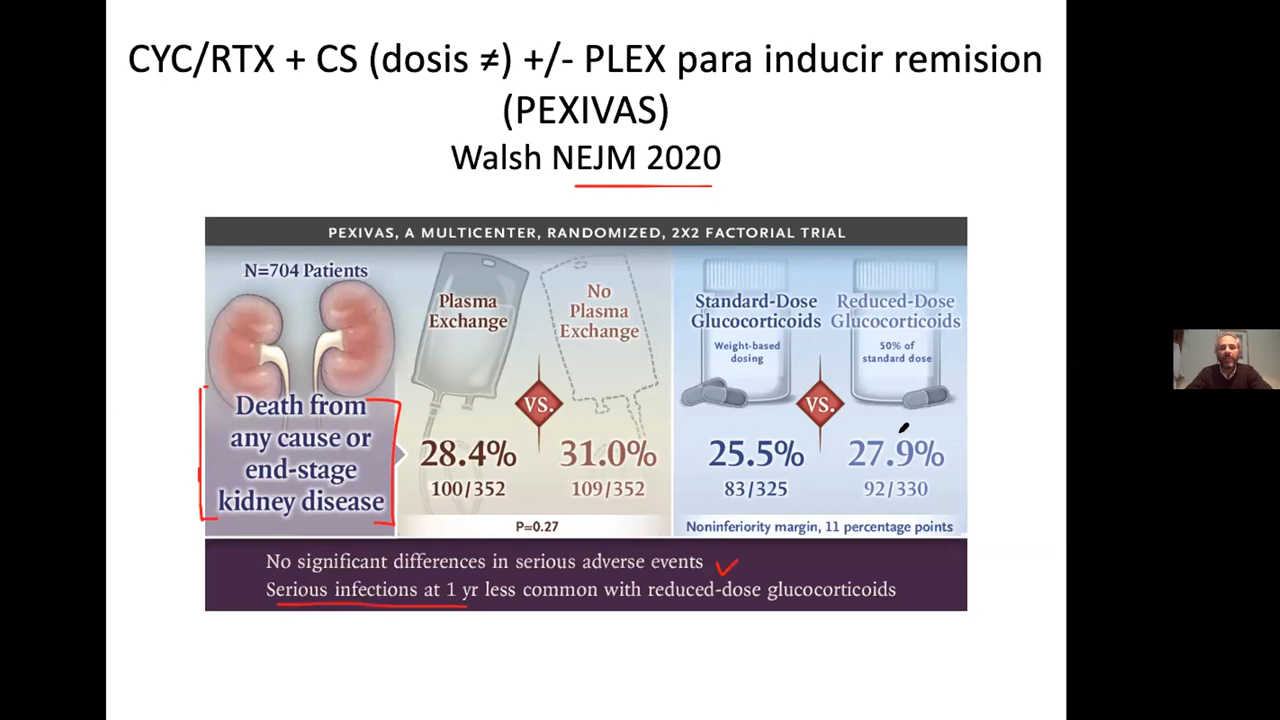 CYC/RTX + CS (dosis ≠) +/- PLEX para inducir remision
(PEXIVAS)
Walsh NEJM 2020
PEXIVAS, A MULTICENTER, RANDOMIZED, 2X2 FACTORIAL TRIAL
N=704 Patients
Death from
any cause or
end-stage
kidney disease
Plasma
Exchange
28.4%
100/352
VS.
No
Plasma
Exchange
31.0%
109/352
P=0.27
Standard-Dose
Glucocorticoids
Weight-based
dosing
25.5%
83/325
VS.
Reduced-Dose
Glucocorticoids
50% of
standard dose
27.9%
92/330
Noninferiority margin, 11 percentage points
No significant differences in serious adverse events
Serious infections at 1 yr less common with reduced-dose glucocorticoids